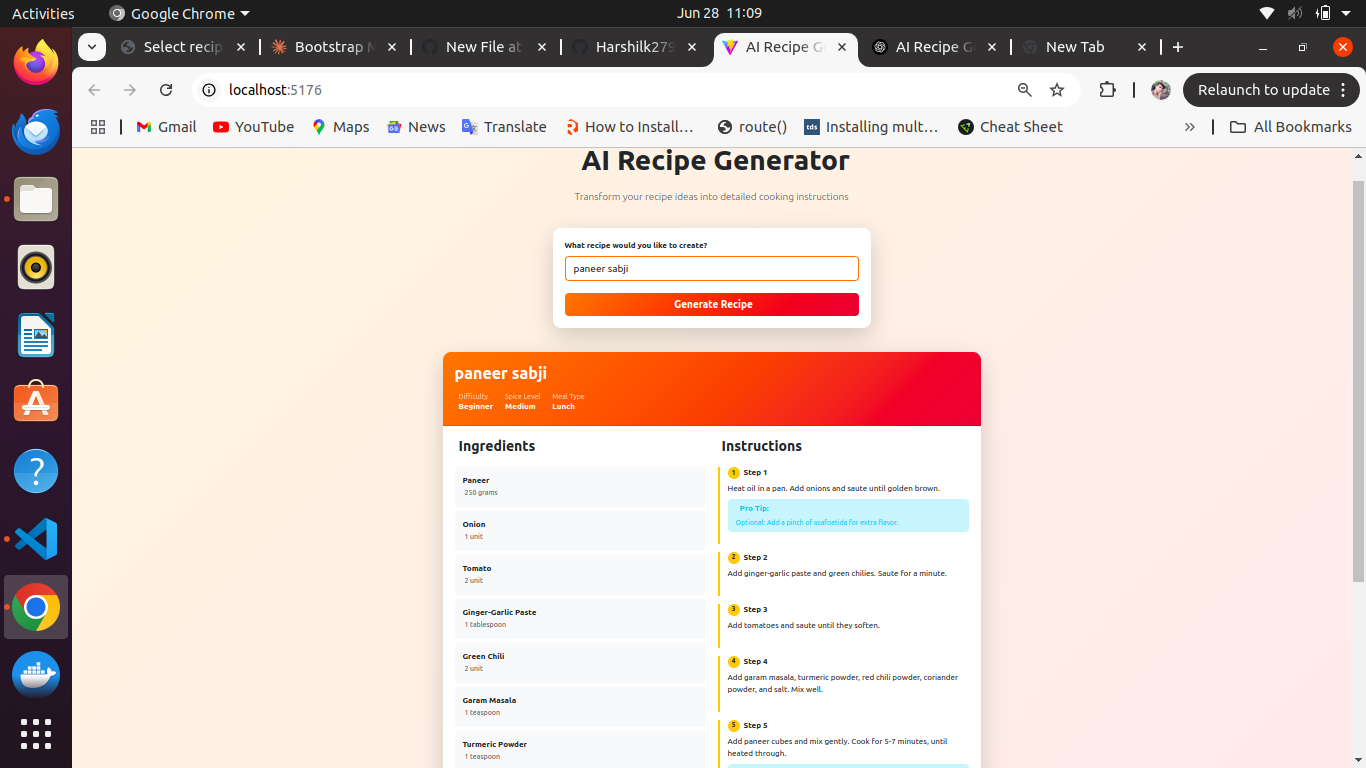 Activities
Google Chrome
Jun 28 11:09
Select recip
Bootstrap M
New File at
Harshilk279
AI Recipe G
AI Recipe G
New Tab
localhost:5176
Relaunch to update
Gmail
YouTube
Maps
News
Translate
How to Install…
route()
tds
Installing mult…
Cheat Sheet
All Bookmarks
AI Recipe Generator
Transform your recipe ideas into detailed cooking instructions
What recipe would you like to create?
paneer sabji
Generate Recipe
paneer sabji
Difficulty
Beginner
Spice Level
Medium
Meal Type
Lunch
Ingredients
Paneer
250 grams
Onion
1 unit
Tomato
2 unit
Ginger-Garlic Paste
1 tablespoon
Green Chili
2 unit
Garam Masala
1 teaspoon
Turmeric Powder
1 teaspoon
Instructions
1 Step 1
Heat oil in a pan. Add onions and saute until golden brown.
Pro Tip:
Optional: Add a pinch of asafoetida for extra flavor.
2 Step 2
Add ginger-garlic paste and green chilies. Saute for a minute.
3 Step 3
Add tomatoes and saute until they soften.
4 Step 4
Add garam masala, turmeric powder, red chili powder, coriander
powder, and salt. Mix well.
5 Step 5
Add paneer cubes and mix gently. Cook for 5-7 minutes, until
heated through.